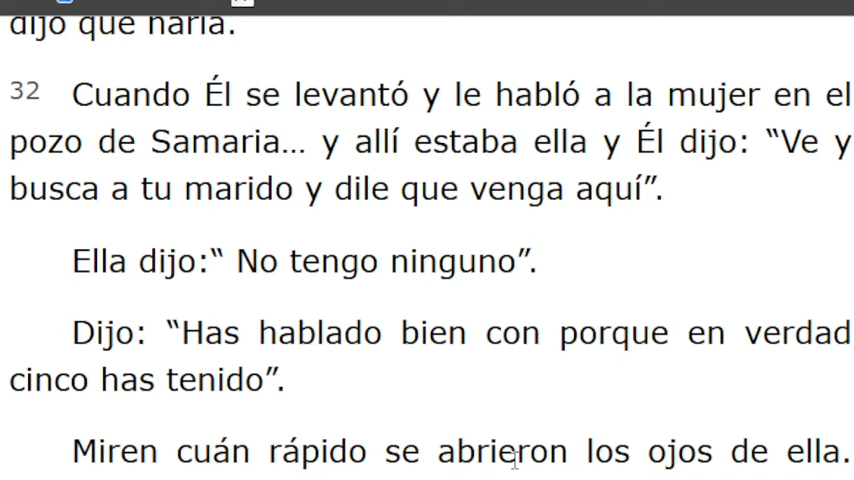 dijo que haría.
32 Cuando Él se levantó y le habló a la mujer en el
pozo de Samaria... y allí estaba ella y Él dijo: “Ve y
busca a tu marido y dile que venga aquí”.
Ella dijo:“ No tengo ninguno”.
Dijo: “Has hablado bien con porque en verdad
cinco has tenido”.
Miren cuán rápido se abrieron los ojos de ella.